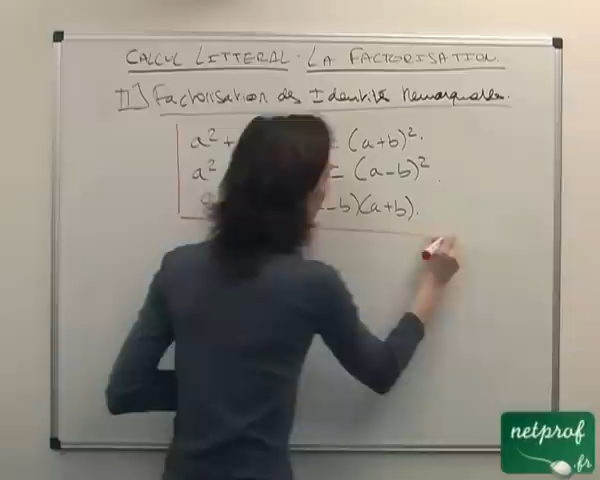 CALCUL LITTERAL. LA FACTORISATION.
II] Factorisation des Identités Remarquables.
a² + = (a+b)².
a² = (a-b)²
-b)(a+b).
netprof
.fr